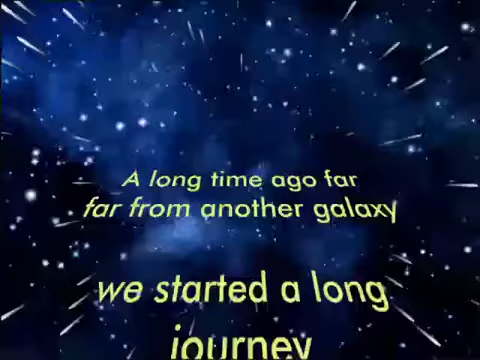 A long time ago far
far from another galaxy
we started a long
journey